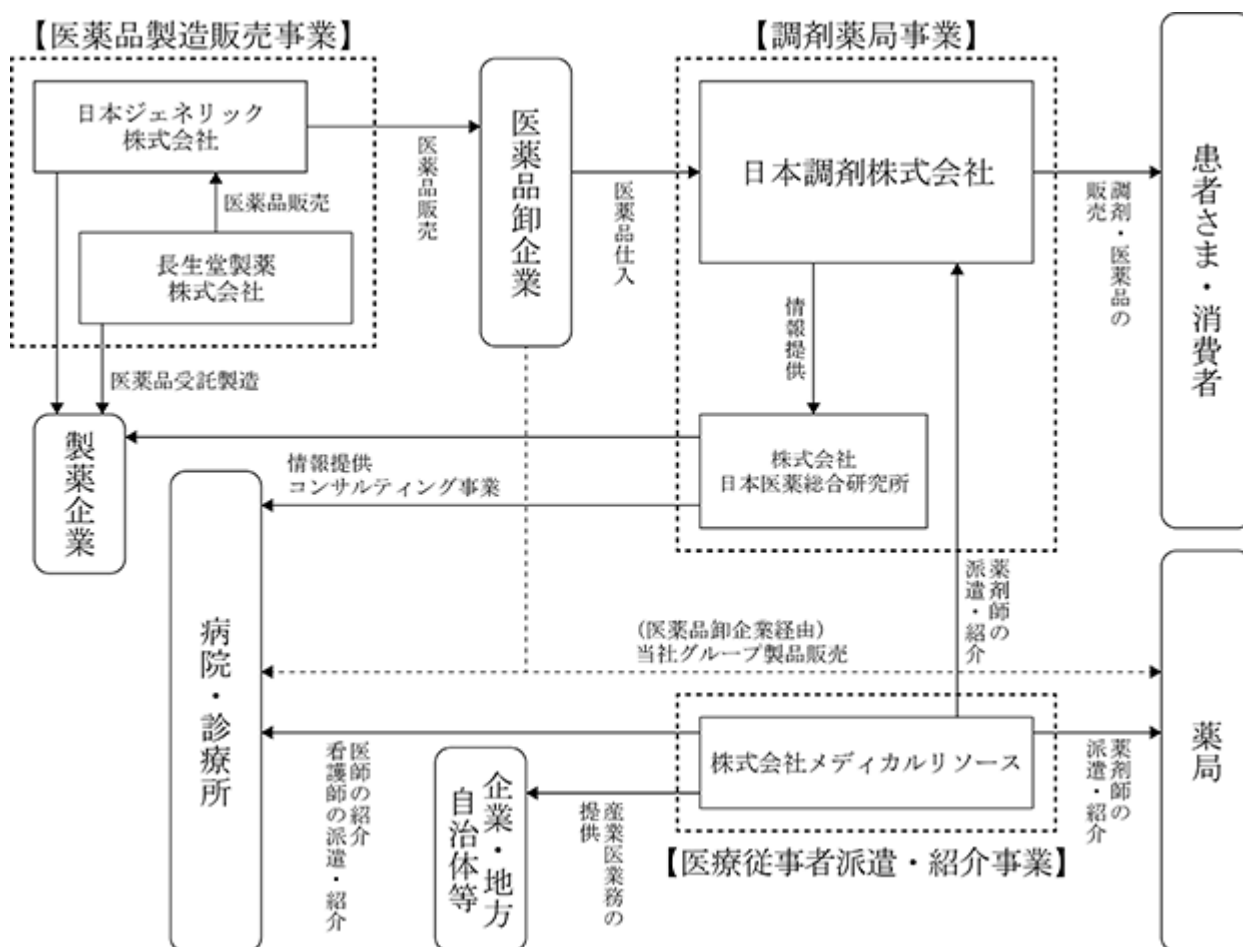 【医薬品製造販売事業】
日本ジェネリック
株式会社
医薬品販売
長生堂製薬
株式会社
医薬品受託製造
製薬企業
医薬品販売
医薬品卸企業
医薬品仕入
【調剤薬局事業】
日本調剤株式会社
情報提供
株式会社
日本医薬総合研究所
調剤・医薬品の
販売
患者さま・消費者
情報提供
コンサルティング事業
病院・診療所
(医薬品卸企業経由)
当社グループ製品販売
薬剤師の
派遣・紹介
株式会社メディカルリソース
【医療従事者派遣・紹介事業】
薬剤師の
派遣・紹介
薬局
医師の紹介
看護師の派遣・紹介
企業・地方
自治体等
産業医業務の
提供